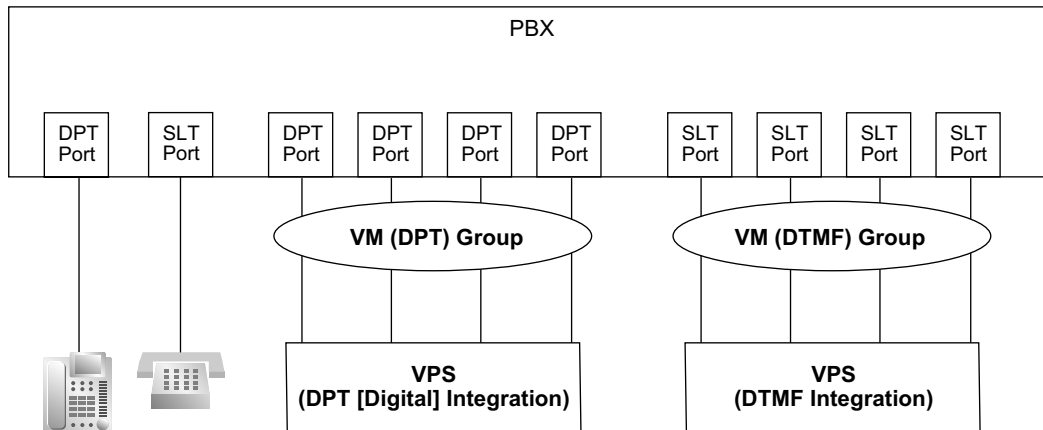 PBX
DPT
Port
SLT
Port
DPT
Port
DPT
Port
DPT
Port
DPT
Port
SLT
Port
SLT
Port
SLT
Port
SLT
Port
VM (DPT) Group
VM (DTMF) Group
VPS
(DPT [Digital] Integration)
VPS
(DTMF Integration)